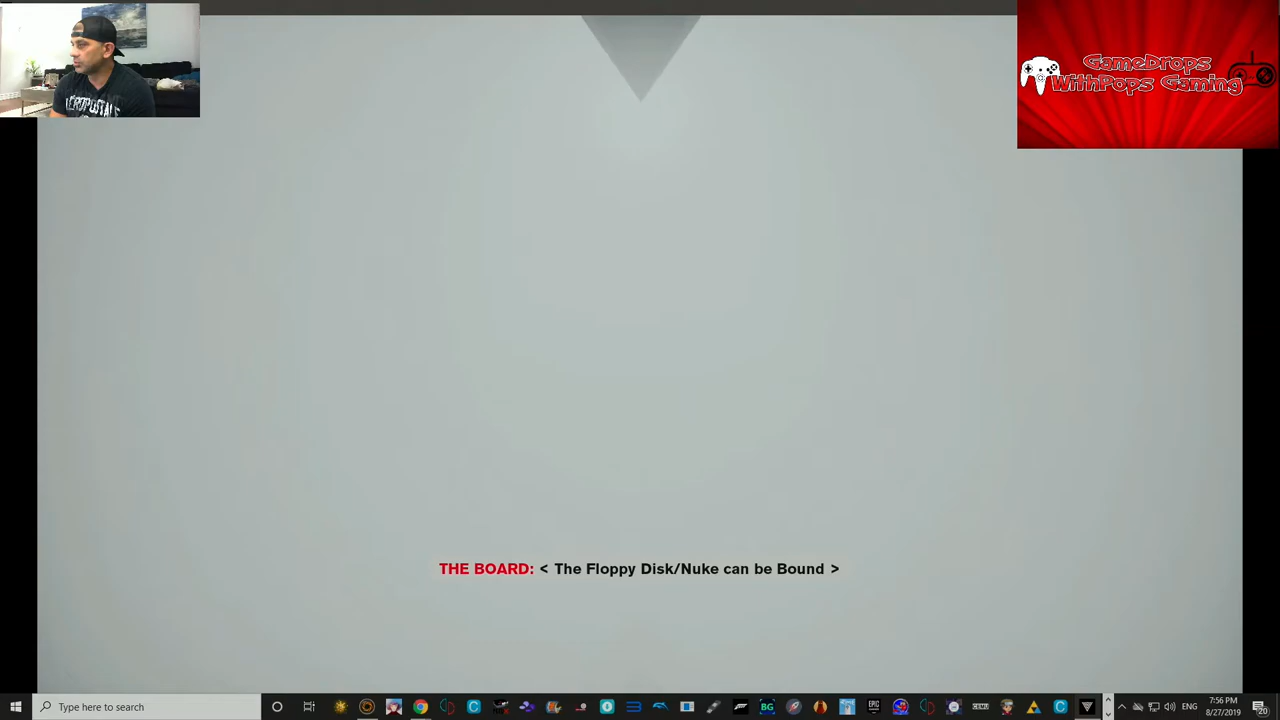 GameDrops
WithPops Gaming
THE BOARD: < The Floppy Disk/Nuke can be Bound >
Type here to search
ENG
7:56 PM
8/27/2019
20